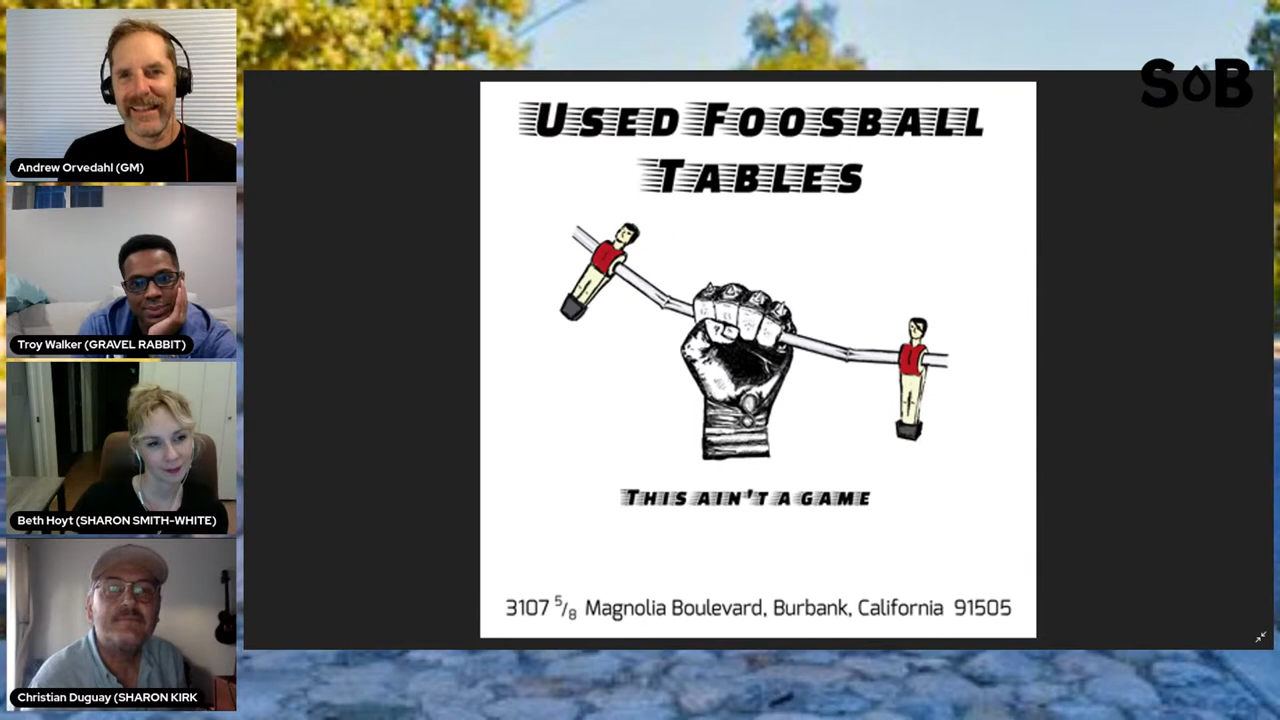 SOB
Andrew Orvedahl (GM)
Troy Walker (GRAVEL RABBIT)
Beth Hoyt (SHARON SMITH-WHITE)
Christian Duguay (SHARON KIRK
USED FOOSBALL
TABLES
THIS AIN'T A GAME
3107 5/8 Magnolia Boulevard, Burbank, California 91505